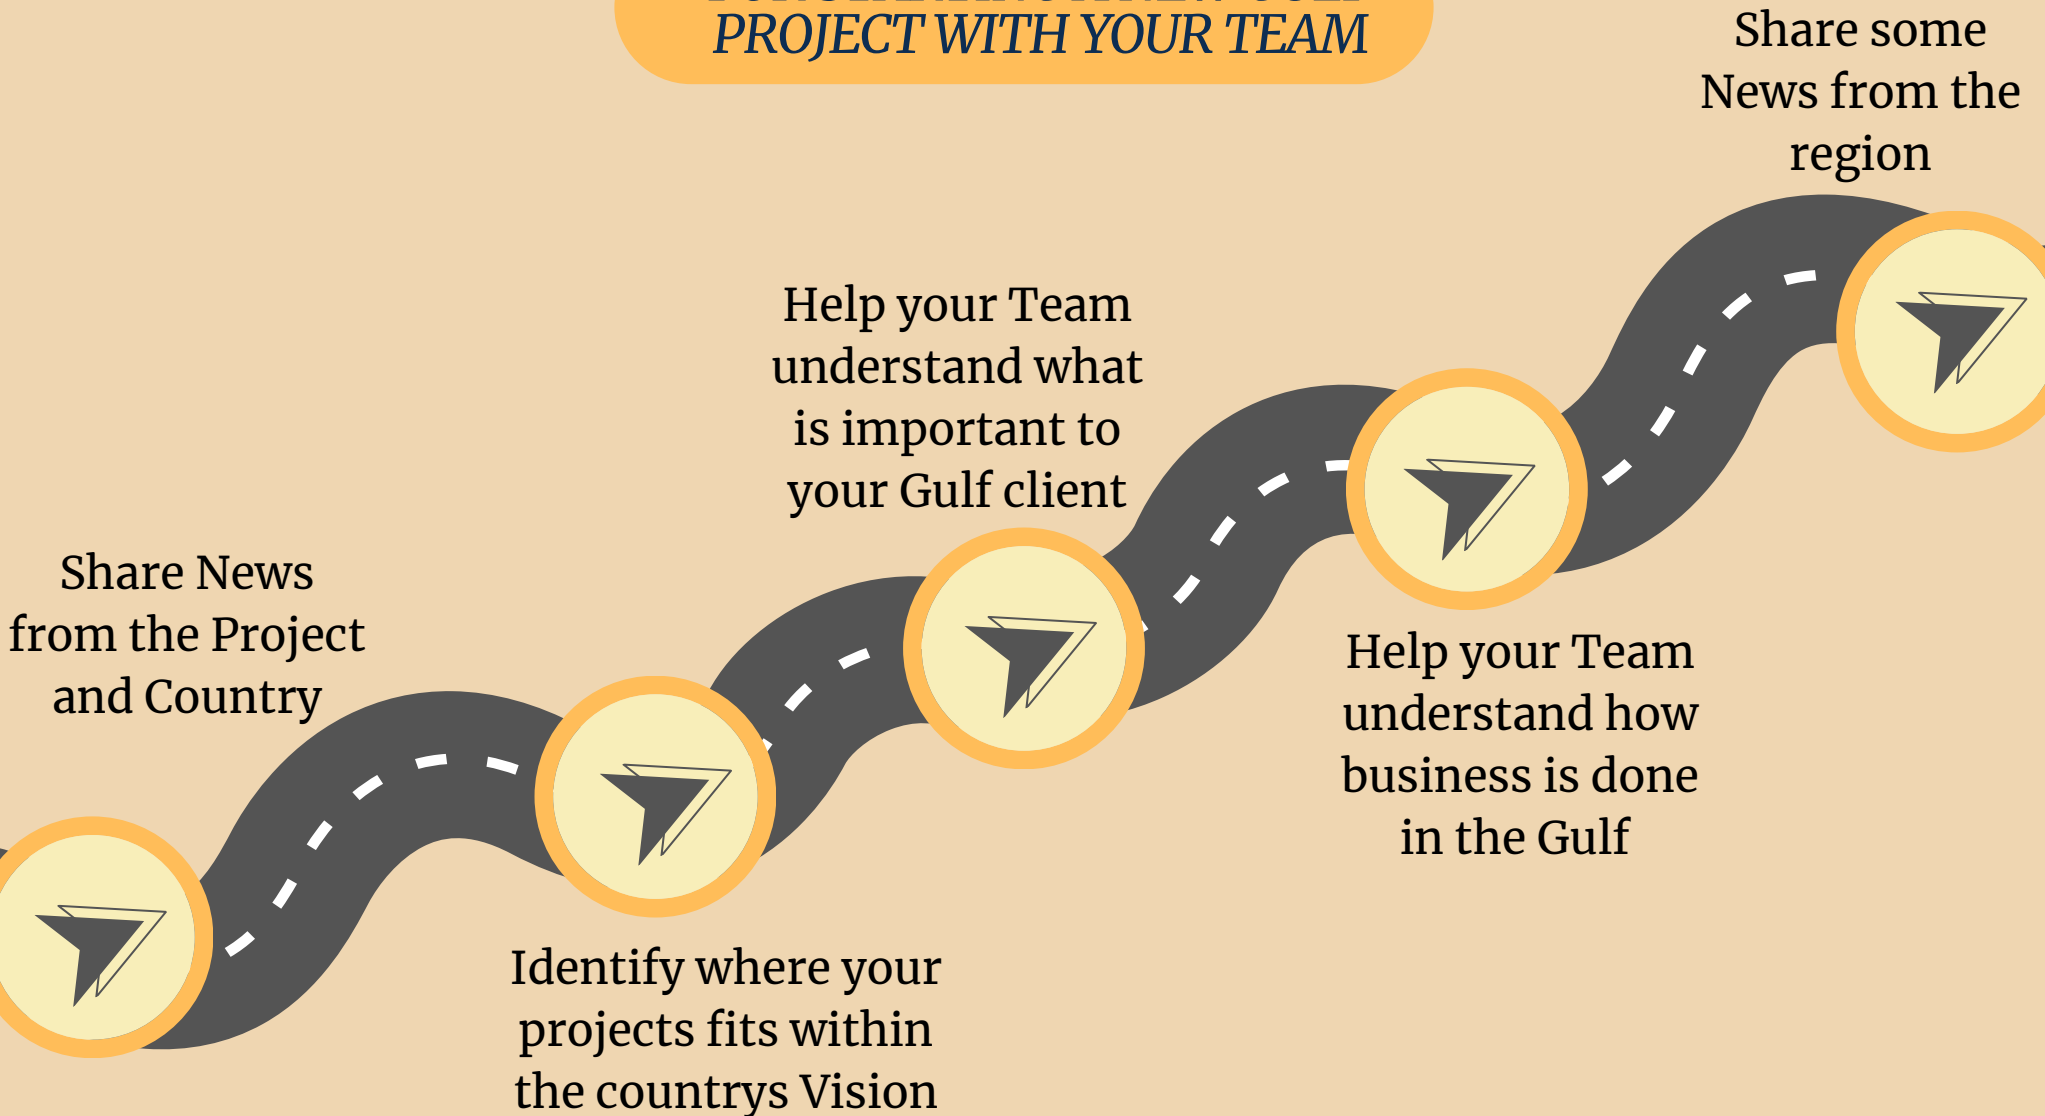 PROJECT WITH YOUR TEAM
Share some
News from the
region
Help your Team
understand what
is important to
your Gulf client
Share News
from the Project
and Country
Help your Team
understand how
business is done
in the Gulf
Identify where your
projects fits within
the countrys Vision